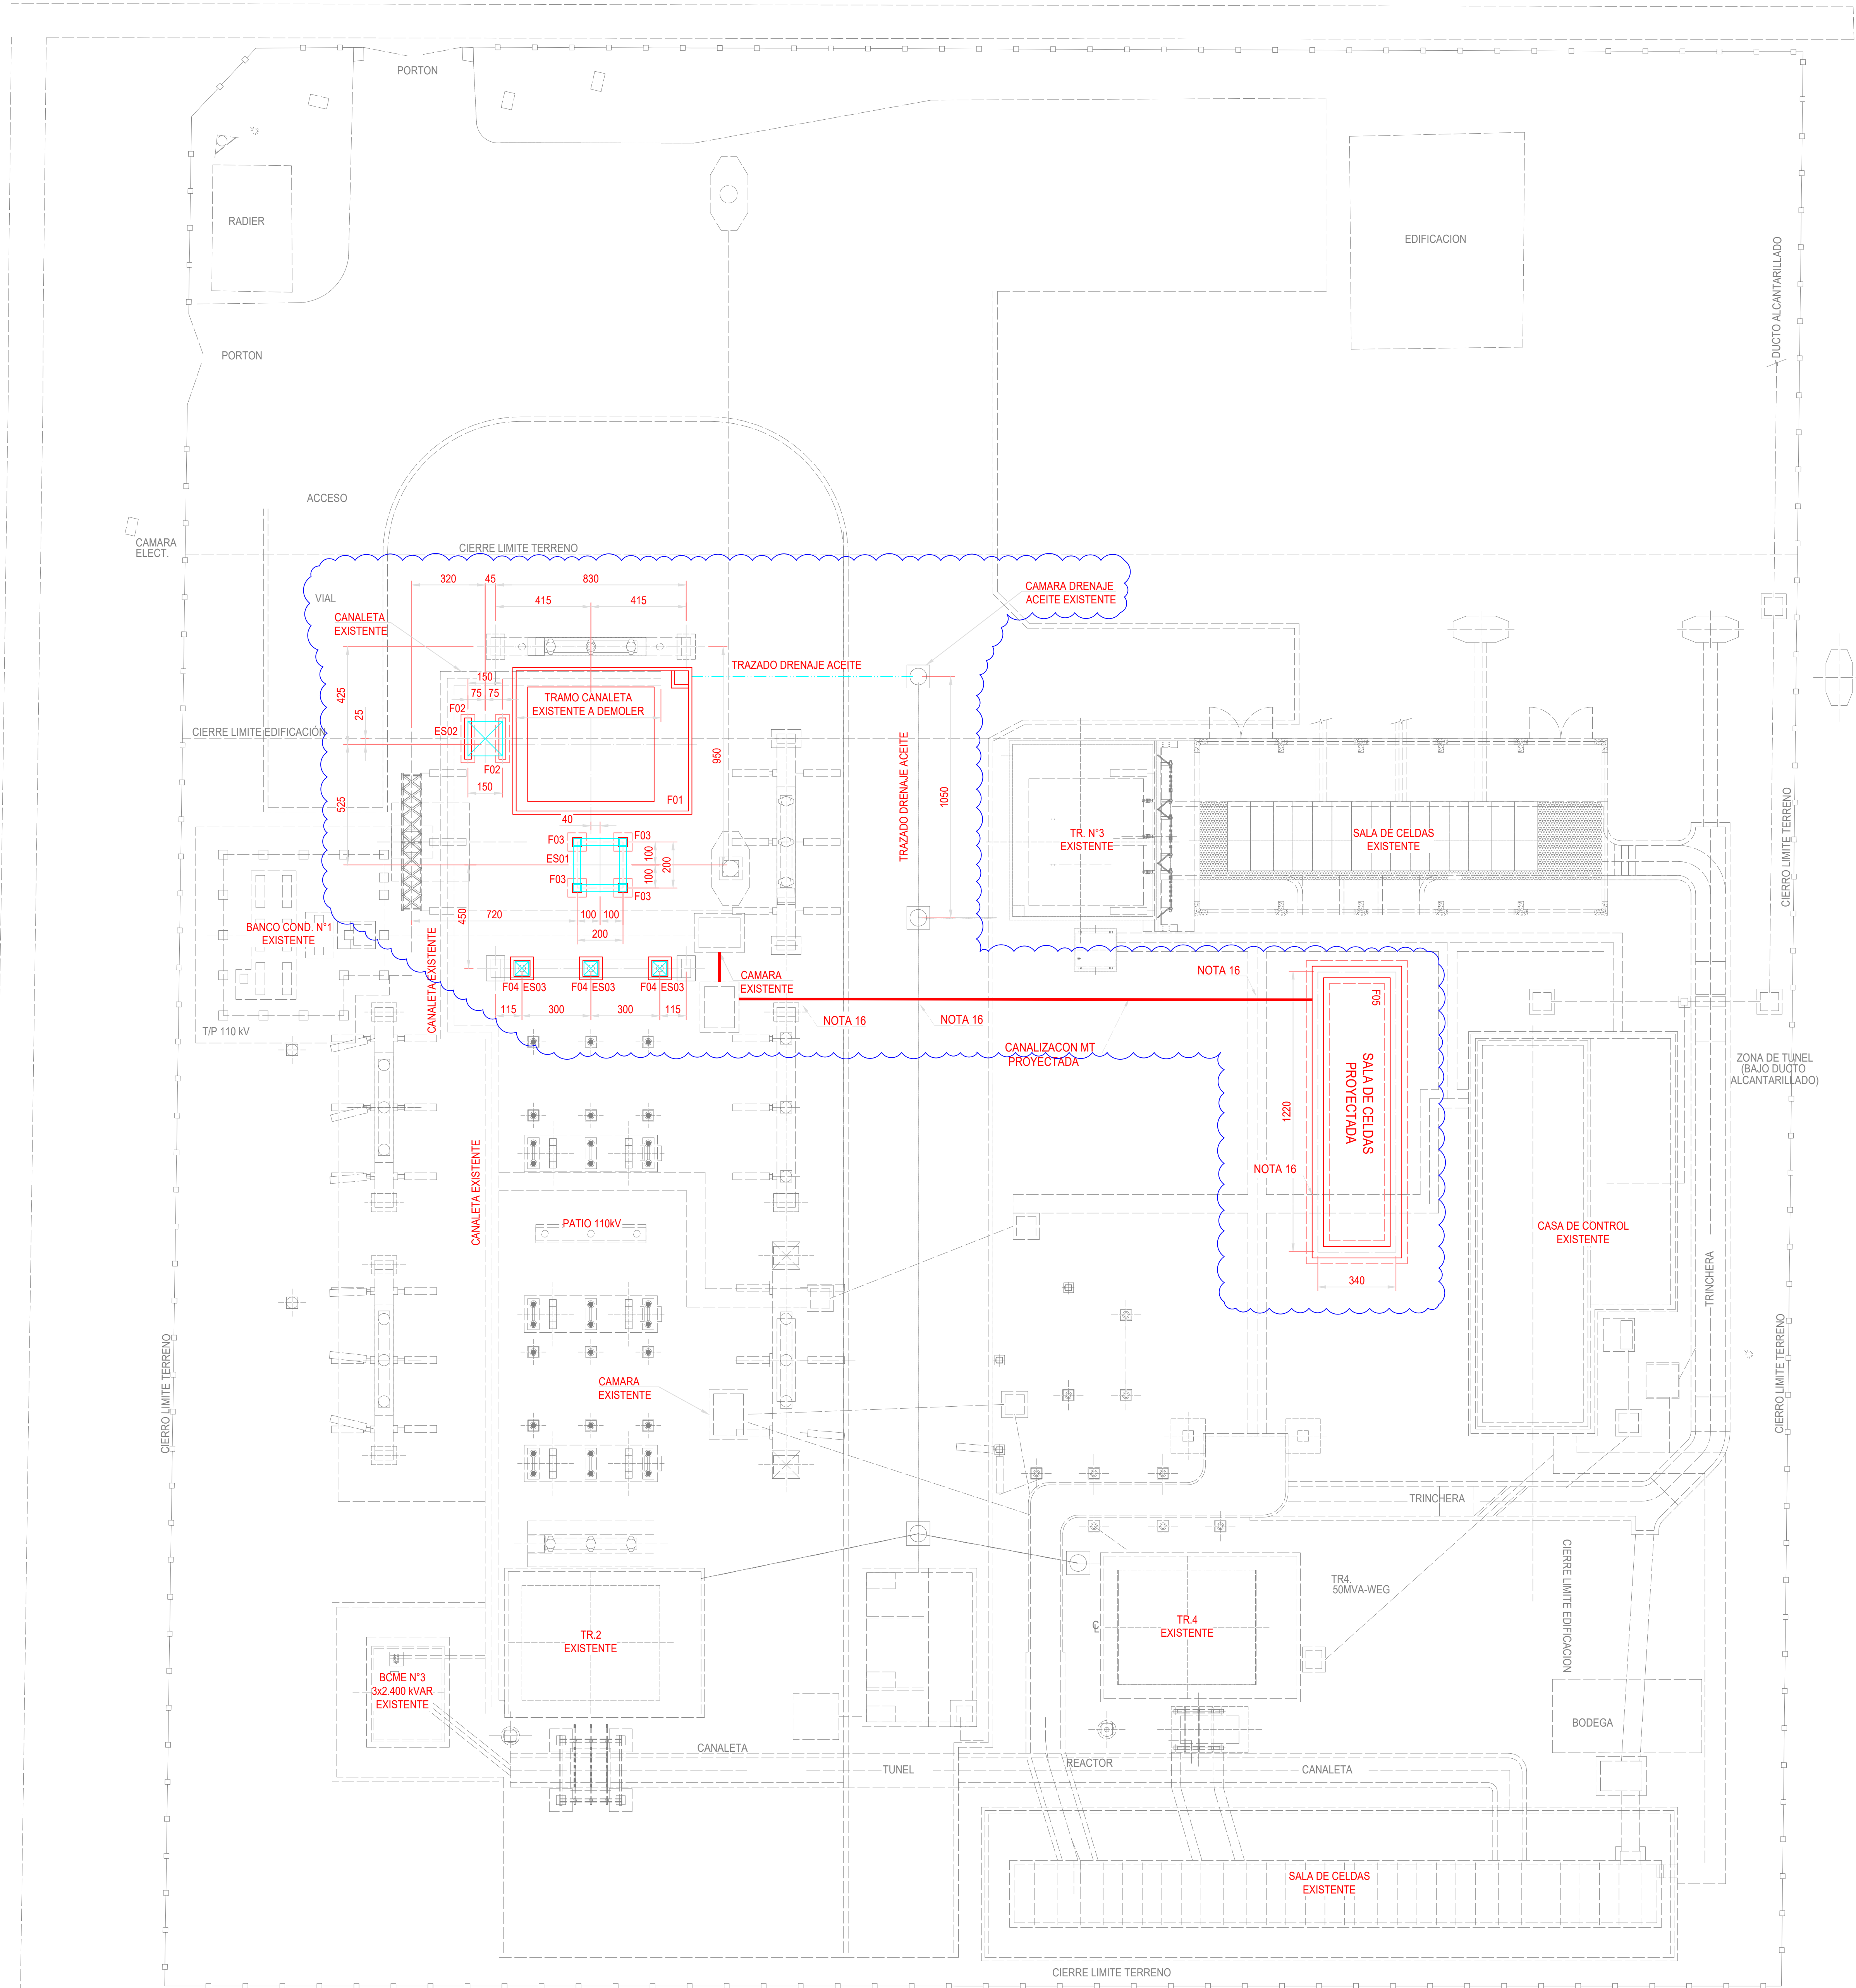 PORTON
RADIER
EDIFICACION
DUCTO ALCANTARILLADO
PORTON
ACCESO
CAMARA
ELECT.
CIERRE LIMITE TERRENO
320
45
830
415
415
CAMARA DRENAJE
ACEITE EXISTENTE
VIAL
CANALETA
EXISTENTE
TRAZADO DRENAJE ACEITE
150
75
75
TRAMO CANALETA
EXISTENTE A DEMOLER
425
25
F02
ES02
CIERRE LIMITE EDIFICACIÓN
F02
150
950
TRAZADO DRENAJE ACEITE
1050
525
F01
40
F03
F03
ES01
100
200
100
F03
F03
TR. N°3
EXISTENTE
SALA DE CELDAS
EXISTENTE
CIERRO LIMITE TERRENO
450
720
100
100
200
BANCO COND. N°1
EXISTENTE
CANALETA EXISTENTE
F04 ES03
F04 ES03
F04 ES03
115
300
300
115
CAMARA
EXISTENTE
NOTA 16
NOTA 16
NOTA 16
F05
T/P 110 kV
CANALIZACON MT
PROYECTADA
SALA DE CELDAS
PROYECTADA
ZONA DE TUNEL
(BAJO DUCTO
ALCANTARILLADO)
1220
NOTA 16
CANALETA EXISTENTE
PATIO 110kV
CASA DE CONTROL
EXISTENTE
340
TRINCHERA
CIERRO LIMITE TERRENO
CIERRO LIMITE TERRENO
CAMARA
EXISTENTE
TRINCHERA
CIERRE LIMITE EDIFICACION
TR4.
50MVA-WEG
TR.2
EXISTENTE
TR.4
EXISTENTE
BCME N°3
3x2.400 kVAR
EXISTENTE
BODEGA
CANALETA
TUNEL
REACTOR
CANALETA
SALA DE CELDAS
EXISTENTE
CIERRE LIMITE TERRENO